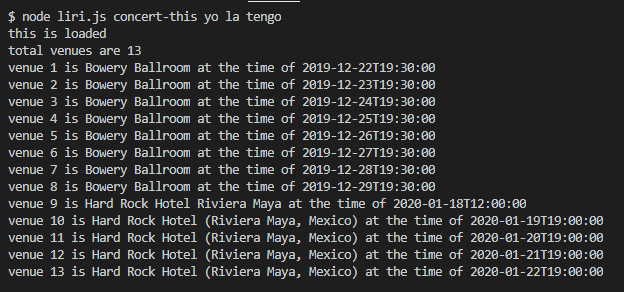 $ node liri.js concert-this yo la tengo
this is loaded
total venues are 13
venue 1 is Bowery Ballroom at the time of 2019-12-22T19:30:00
venue 2 is Bowery Ballroom at the time of 2019-12-23T19:30:00
venue 3 is Bowery Ballroom at the time of 2019-12-24T19:30:00
venue 4 is Bowery Ballroom at the time of 2019-12-25T19:30:00
venue 5 is Bowery Ballroom at the time of 2019-12-26T19:30:00
venue 6 is Bowery Ballroom at the time of 2019-12-27T19:30:00
venue 7 is Bowery Ballroom at the time of 2019-12-28T19:30:00
venue 8 is Bowery Ballroom at the time of 2019-12-29T19:30:00
venue 9 is Hard Rock Hotel Riviera Maya at the time of 2020-01-18T12:00:00
venue 10 is Hard Rock Hotel (Riviera Maya, Mexico) at the time of 2020-01-19T19:00:00
venue 11 is Hard Rock Hotel (Riviera Maya, Mexico) at the time of 2020-01-20T19:00:00
venue 12 is Hard Rock Hotel (Riviera Maya, Mexico) at the time of 2020-01-21T19:00:00
venue 13 is Hard Rock Hotel (Riviera Maya, Mexico) at the time of 2020-01-22T19:00:00